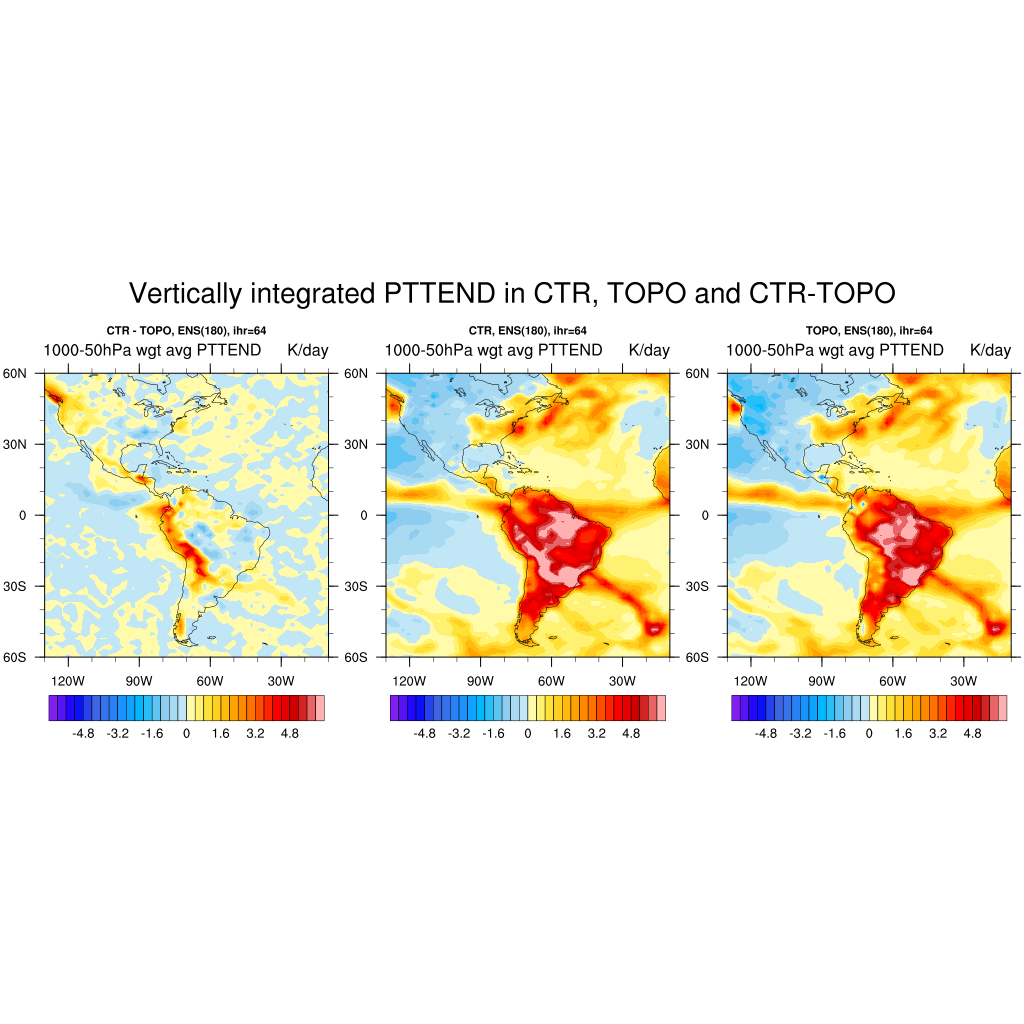 Vertically integrated PTTEND in CTR, TOPO and CTR-TOPO
CTR - TOPO, ENS(180), ihr=64
1000-50hPa wgt avg PTTEND K/day
60N
30N
0
30S
60S
120W 90W 60W 30W
-4.8 -3.2 -1.6 0 1.6 3.2 4.8
CTR, ENS(180), ihr=64
1000-50hPa wgt avg PTTEND K/day
60N
30N
0
30S
60S
120W 90W 60W 30W
-4.8 -3.2 -1.6 0 1.6 3.2 4.8
TOPO, ENS(180), ihr=64
1000-50hPa wgt avg PTTEND K/day
60N
30N
0
30S
60S
120W 90W 60W 30W
-4.8 -3.2 -1.6 0 1.6 3.2 4.8